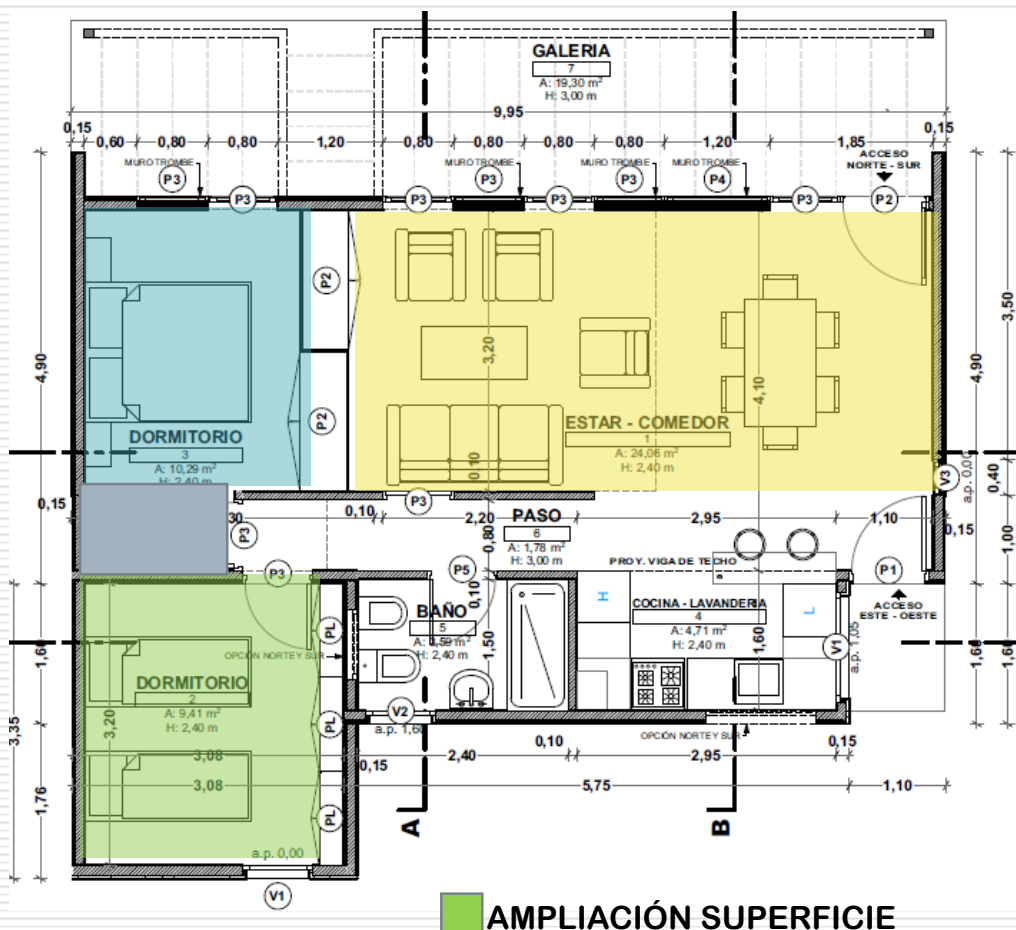 GALERIA
7
A: 19,30 m²
H: 3,00 m
9,95
0,15
0,60
0,80
0,80
1,20
0,80
0,80
0,80
0,80
1,20
1,85
0,15
MURO TROMBE
MURO TROMBE
MURO TROMBE
MURO TROMBE
ACCESO
NORTE - SUR
P3
P3
P3
P4
P3
P3
P3
P3
P2
P2
P2
3,20
4,10
4,90
3,50
4,90
DORMITORIO
3
A: 10,29 m²
H: 2,40 m
ESTAR - COMEDOR
1
A: 24,06 m²
H: 2,40 m
0,10
V3
a.p. 0,00
0,40
0,15
30
0,10
P3
2,20
PASO
6
A: 1,78 m²
H: 3,00 m
0,80
2,95
1,10
0,15
1,00
P3
P3
P5
PROY. VIGA DE TECHO
P1
ACCESO
ESTE - OESTE
BAÑO
5
H: 2,40 m
0,10
1,50
H
COCINA - LAVANDERIA
4
A: 4,71 m²
H: 2,40 m
L
1,60
V1
a.p. 1,05
1,60
1,60
1,60
PL
OPCIÓN NORTE Y SUR
DORMITORIO
2
A: 9,41 m²
H: 2,40 m
3,20
3,35
1,76
PL
PL
V2
a.p. 1,60
OPCIÓN NORTE Y SUR
3,08
0,15
2,40
0,10
2,95
0,15
3,08
5,75
1,10
A
B
a.p. 0,00
V1
AMPLIACIÓN SUPERFICIE